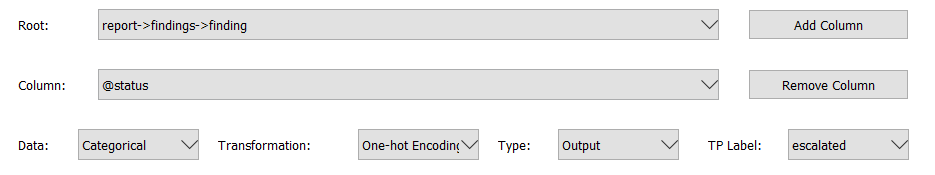 Root: report->findings->finding Add Column
Column: @status Remove Column
Data: Categorical Transformation: One-hot Encoding Type: Output TP Label: escalated